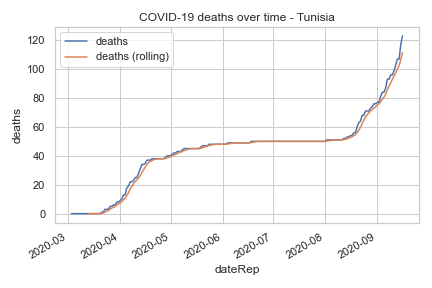 COVID-19 deaths over time - Tunisia
deaths
deaths (rolling)
deaths
120
100
80
60
40
20
0
2020-03
2020-04
2020-05
2020-06
2020-07
2020-08
2020-09
dateRep